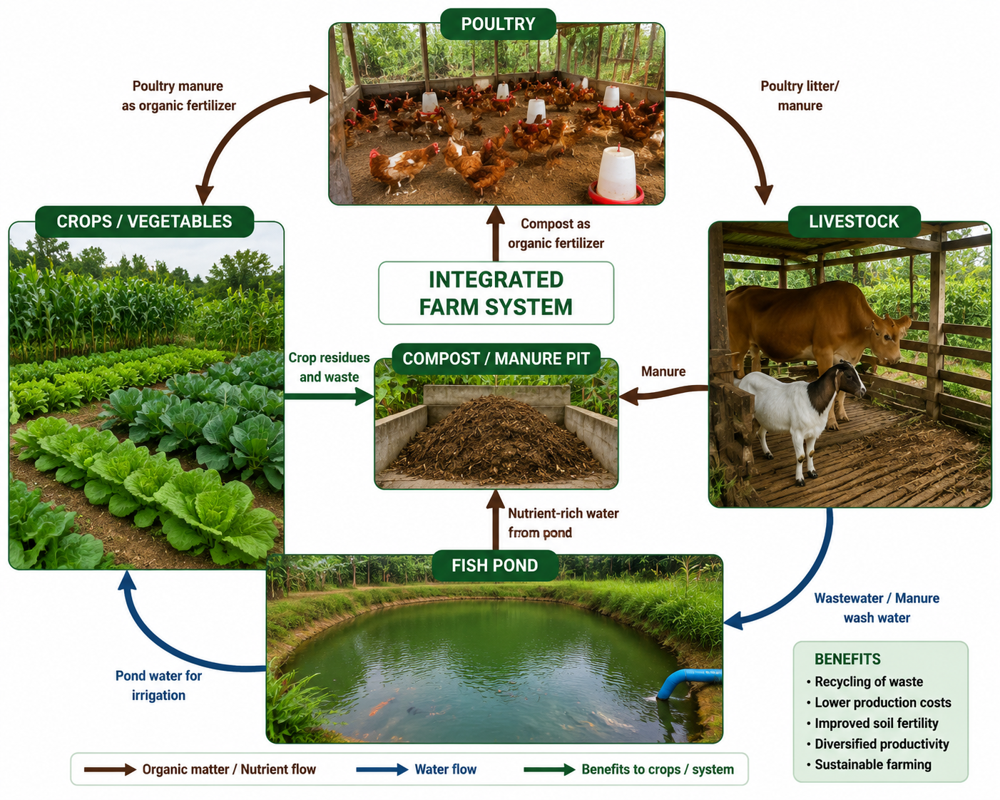 POULTRY
Poultry manure
as organic fertilizer
Poultry litter/
manure
CROPS / VEGETABLES
Compost as
organic fertilizer
LIVESTOCK
INTEGRATED
FARM SYSTEM
Crop residues
and waste
COMPOST / MANURE PIT
Manure
Nutrient-rich water
from pond
FISH POND
Wastewater / Manure
wash water
Pond water for
irrigation
BENEFITS
• Recycling of waste
• Lower production costs
• Improved soil fertility
• Diversified productivity
• Sustainable farming
Organic matter / Nutrient flow
Water flow
Benefits to crops / system